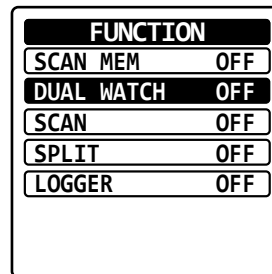 FUNCTION
SCAN MEM OFF
DUAL WATCH OFF
SCAN OFF
SPLIT OFF
LOGGER OFF